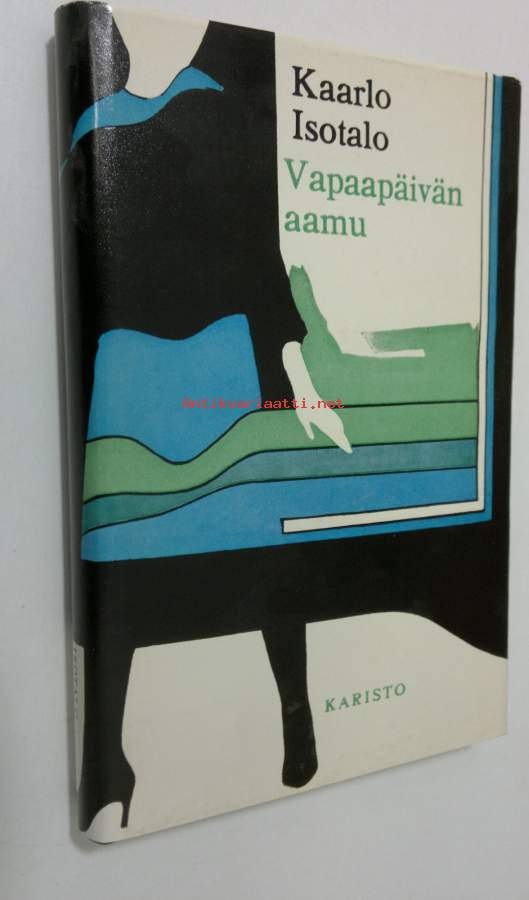 Kaarlo
Isotalo
Vapaapäivän
aamu
Antikvariaatti.net
KARISTO